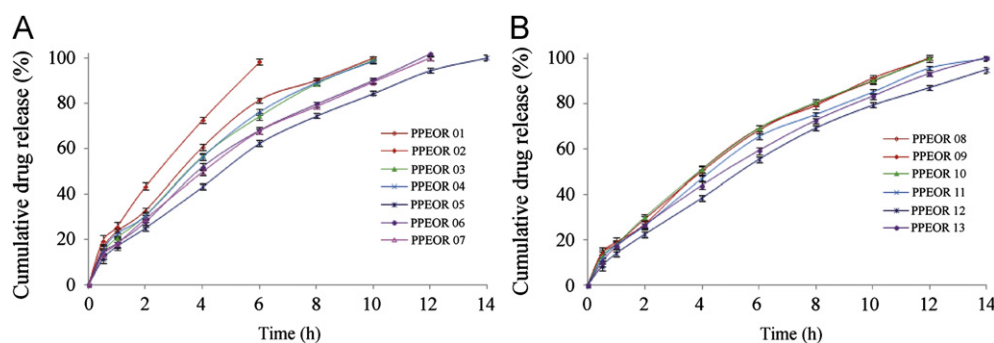 A
Cumulative drug release (%)
100
80
60
40
20
0
0 2 4 6 8 10 12 14
Time (h)
PPEOR 01
PPEOR 02
PPEOR 03
PPEOR 04
PPEOR 05
PPEOR 06
PPEOR 07
B
Cumulative drug release (%)
100
80
60
40
20
0
0 2 4 6 8 10 12 14
Time (h)
PPEOR 08
PPEOR 09
PPEOR 10
PPEOR 11
PPEOR 12
PPEOR 13